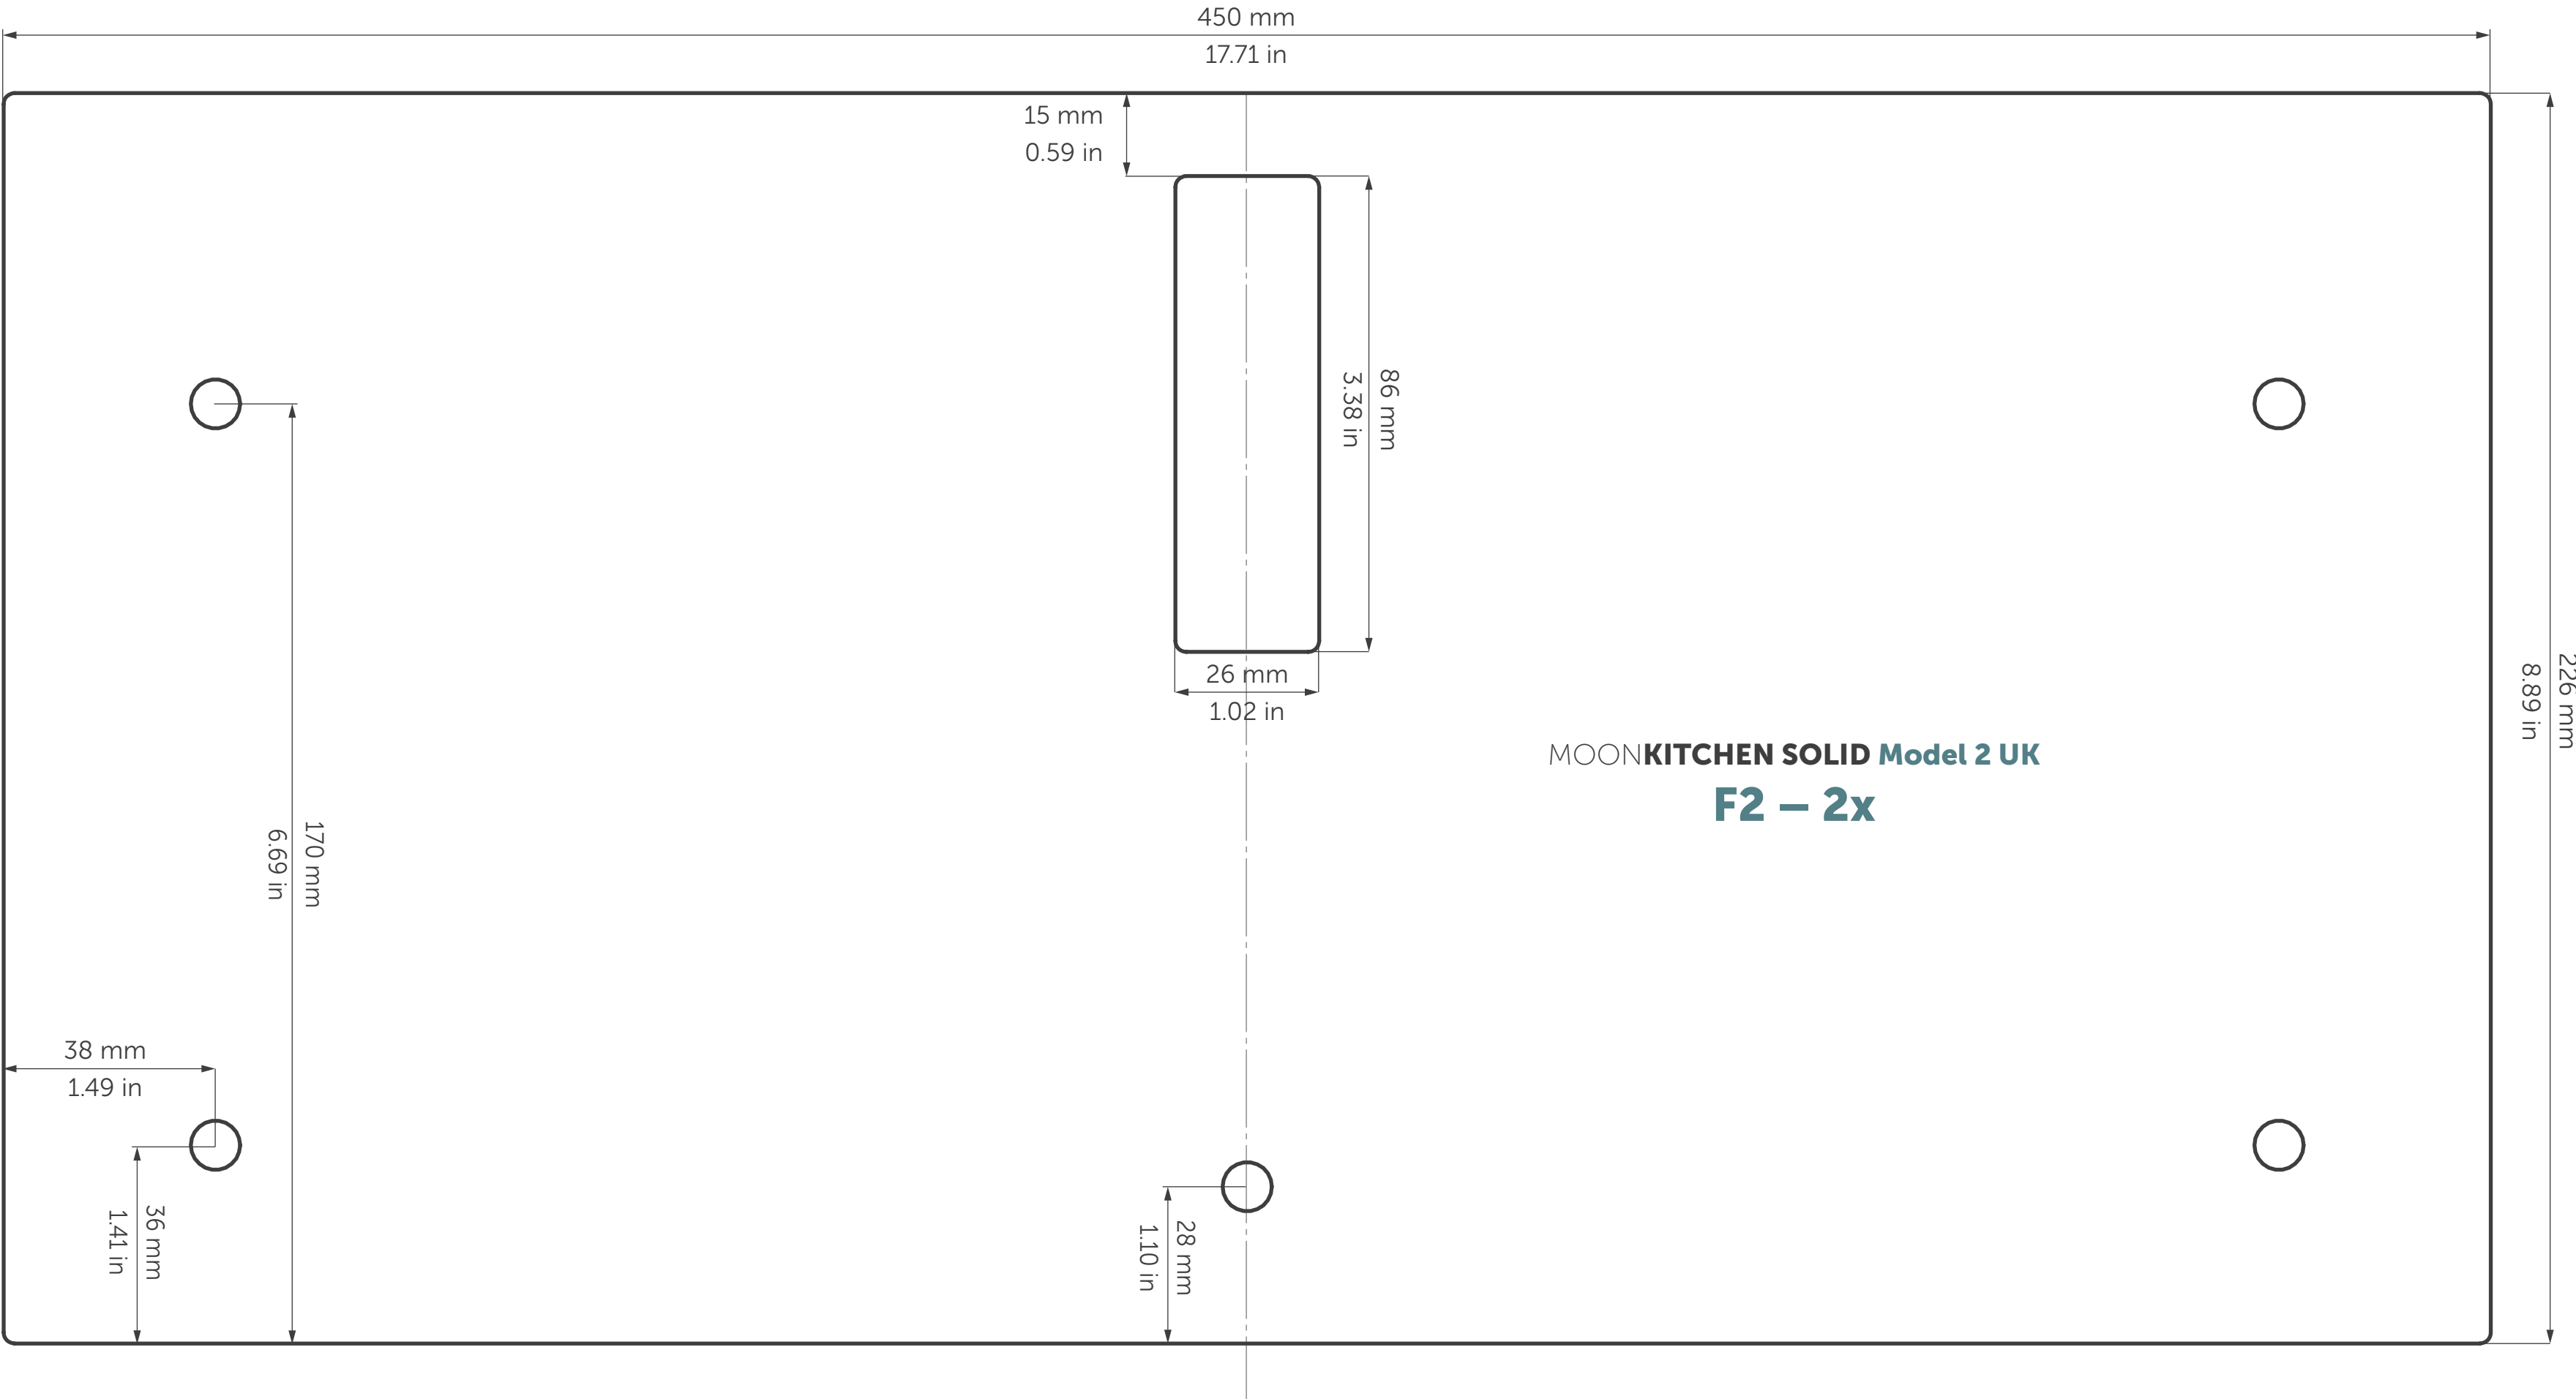 450 mm
17.71 in
15 mm
0.59 in
86 mm
3.38 in
26 mm
1.02 in
226 mm
8.89 in
MOONKITCHEN SOLID Model 2 UK
F2 – 2x
170 mm
6.69 in
38 mm
1.49 in
36 mm
1.41 in
28 mm
1.10 in